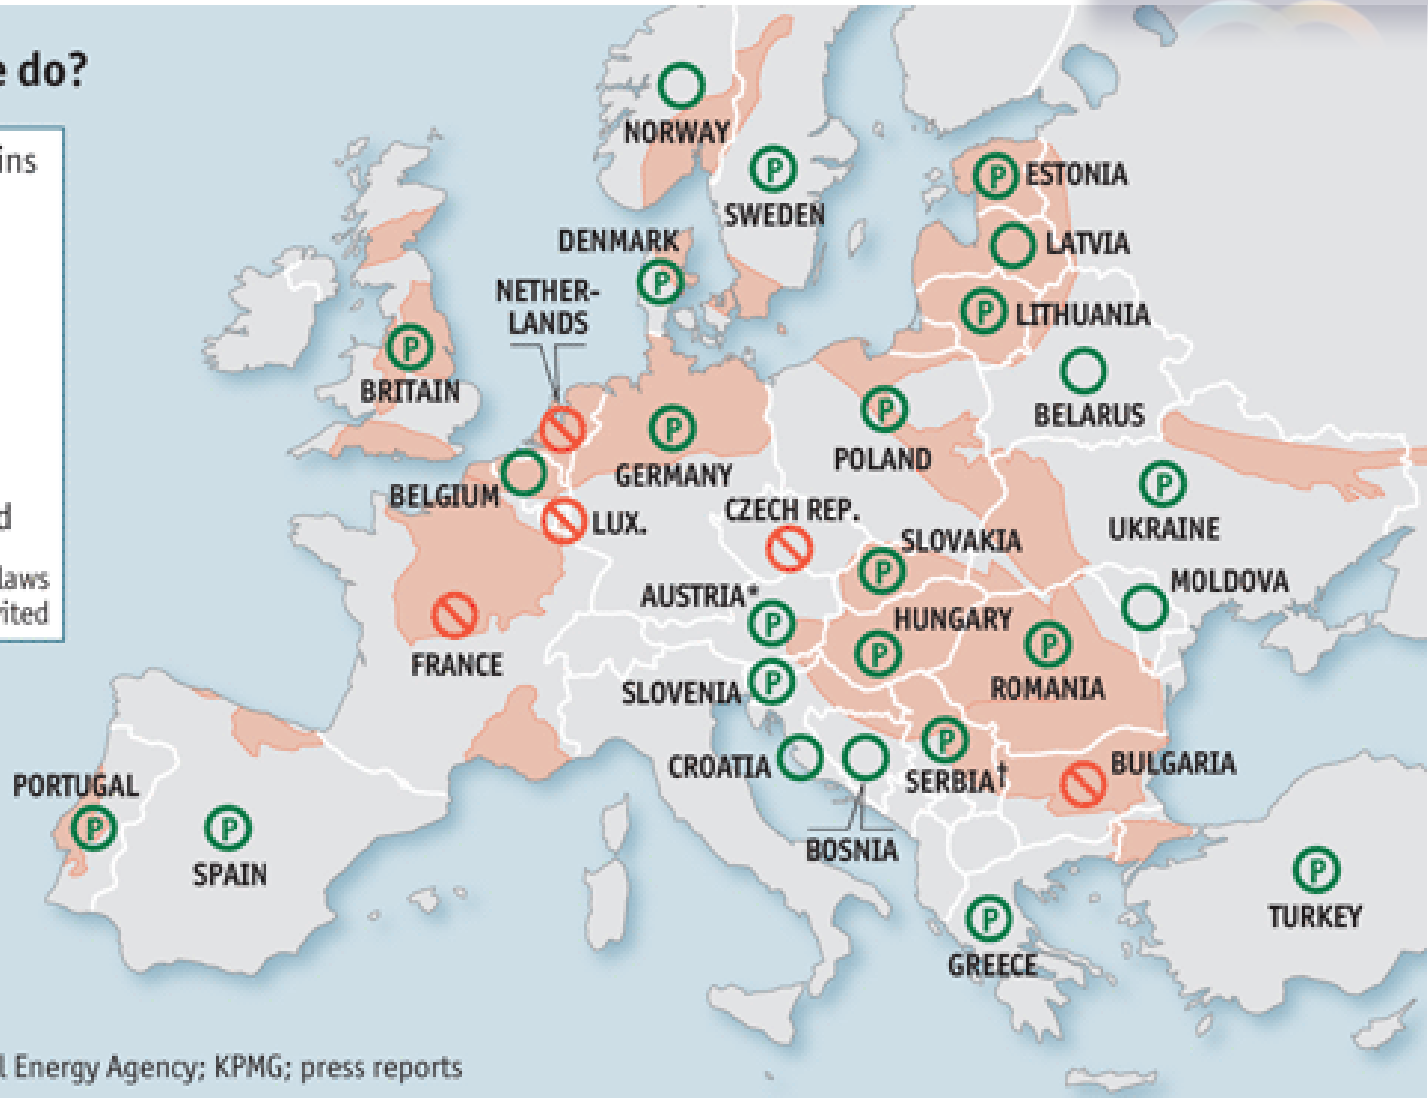 e do?
ins
d
laws
ited
NORWAY
P
SWEDEN
P
ESTONIA
LATVIA
P
LITHUANIA
DENMARK
P
NETHER-
LANDS
P
BRITAIN
BELARUS
P
POLAND
P
GERMANY
BELGIUM
LUX.
CZECH REP.
P
UKRAINE
SLOVAKIA
P
MOLDOVA
AUSTRIA*
P
HUNGARY
P
P
ROMANIA
FRANCE
SLOVENIA
P
CROATIA
P
SERBIA†
BULGARIA
BOSNIA
PORTUGAL
P
P
SPAIN
P
TURKEY
P
GREECE
l Energy Agency; KPMG; press reports